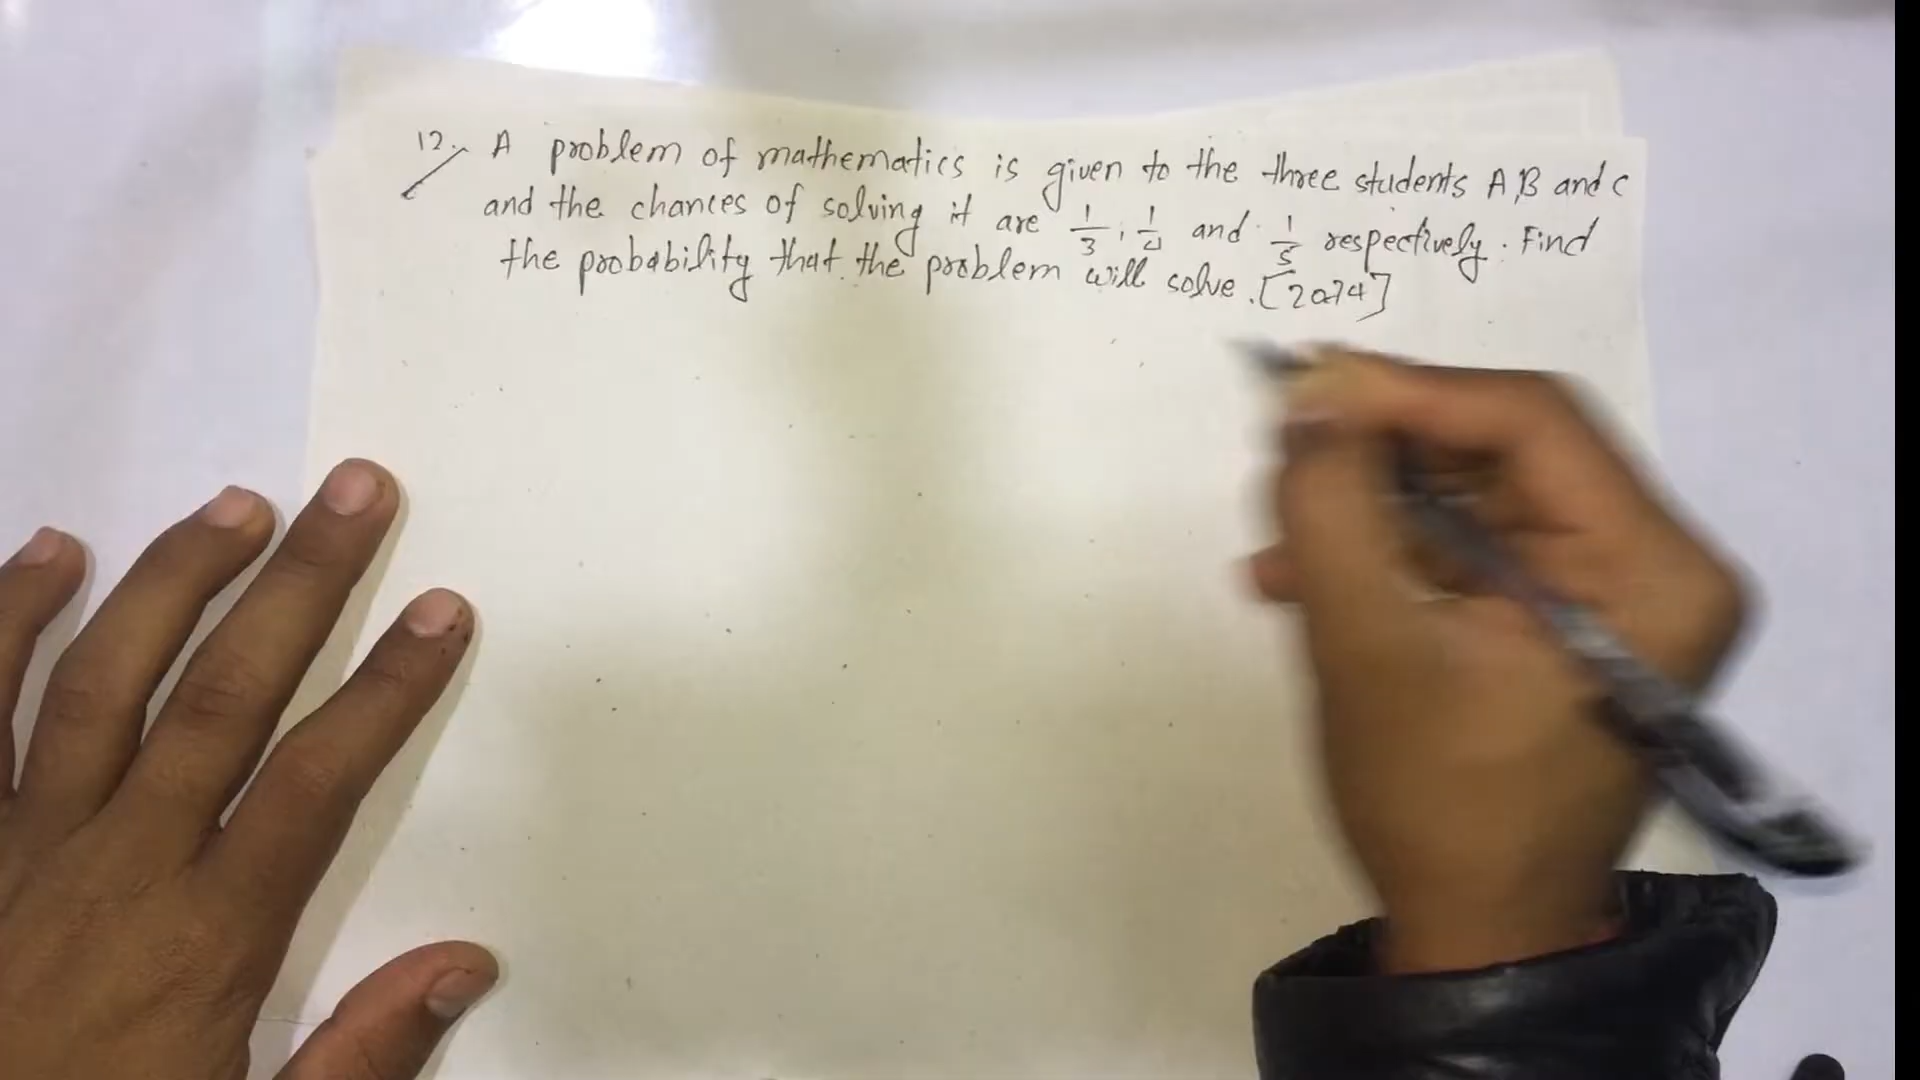 12. A problem of mathematics is given to the three students A, B and C
and the chances of solving it are 1/3, 1/4 and 1/5 respectively. Find
the probability that the problem will solve. [2074]